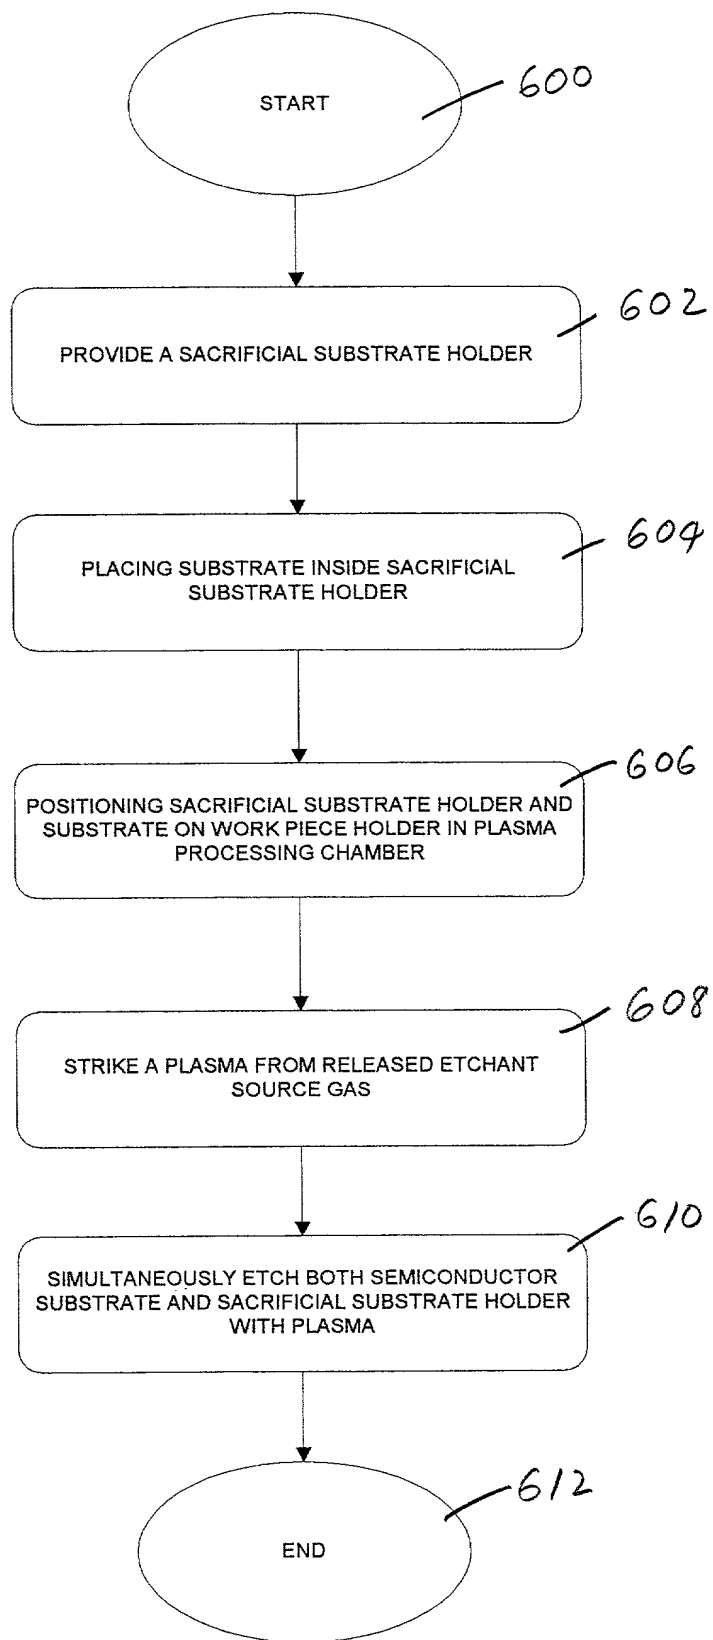 START
600
PROVIDE A SACRIFICIAL SUBSTRATE HOLDER
602
PLACING SUBSTRATE INSIDE SACRIFICIAL
SUBSTRATE HOLDER
604
POSITIONING SACRIFICIAL SUBSTRATE HOLDER AND
SUBSTRATE ON WORK PIECE HOLDER IN PLASMA
PROCESSING CHAMBER
606
STRIKE A PLASMA FROM RELEASED ETCHANT
SOURCE GAS
608
SIMULTANEOUSLY ETCH BOTH SEMICONDUCTOR
SUBSTRATE AND SACRIFICIAL SUBSTRATE HOLDER
WITH PLASMA
610
END
612